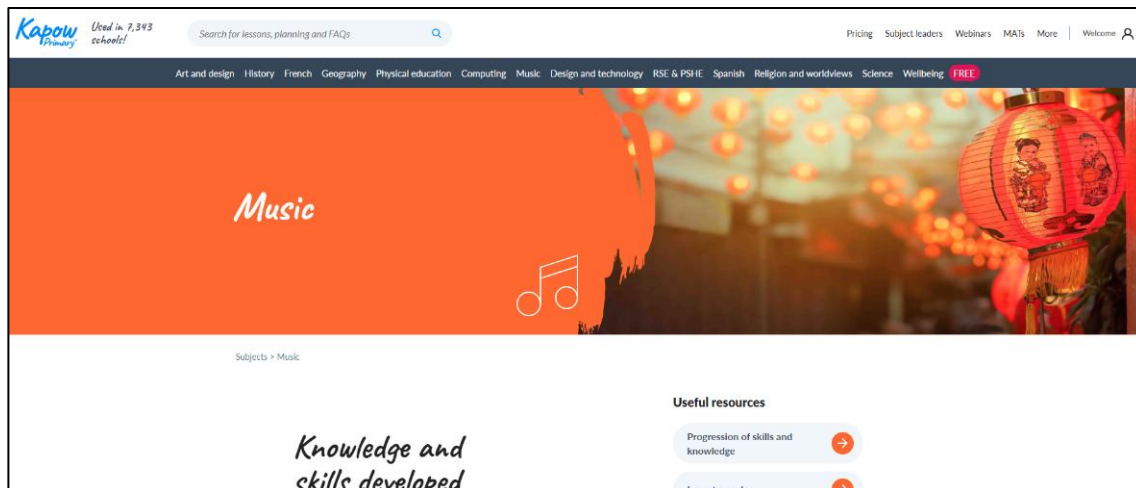 Kapow
Primary
Used in 7,343
schools!
Search for lessons, planning and FAQs
Pricing Subject leaders Webinars MATs More Welcome
Art and design History French Geography Physical education Computing Music Design and technology RSE & PSHE Spanish Religion and worldviews Science Wellbeing FREE
Music
Subjects > Music
Useful resources
Progression of skills and
knowledge
Knowledge and
skills developed